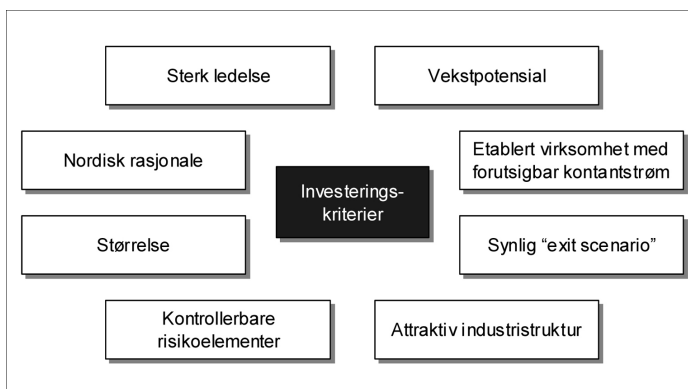 Sterk ledelse
Vekstpotensial
Nordisk rasjonale
Etablert virksomhet med
forutsigbar kontantstrøm
Investerings-
kriterier
Størrelse
Synlig “exit scenario”
Kontrollerbare
risikoelementer
Attraktiv industristruktur